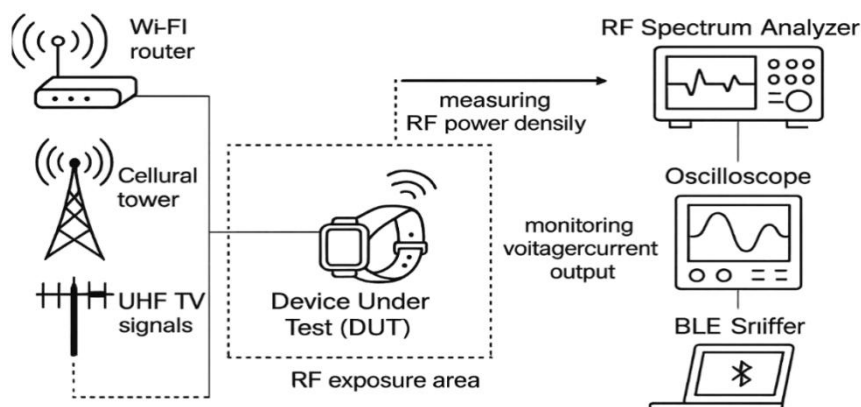 Wi-FI
router
RF Spectrum Analyzer
measuring
RF power densily
Cellural
tower
Oscilloscope
monitoring
voitagercurrent
output
UHF TV
signals
Device Under
Test (DUT)
BLE Sriiffer
RF exposure area